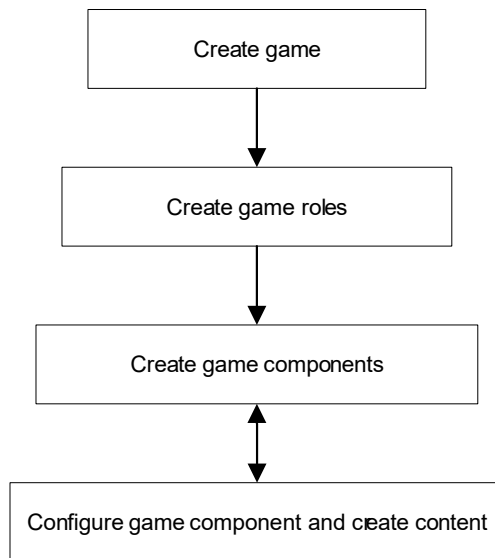 Create game
Create game roles
Create game components
Configure game component and create content